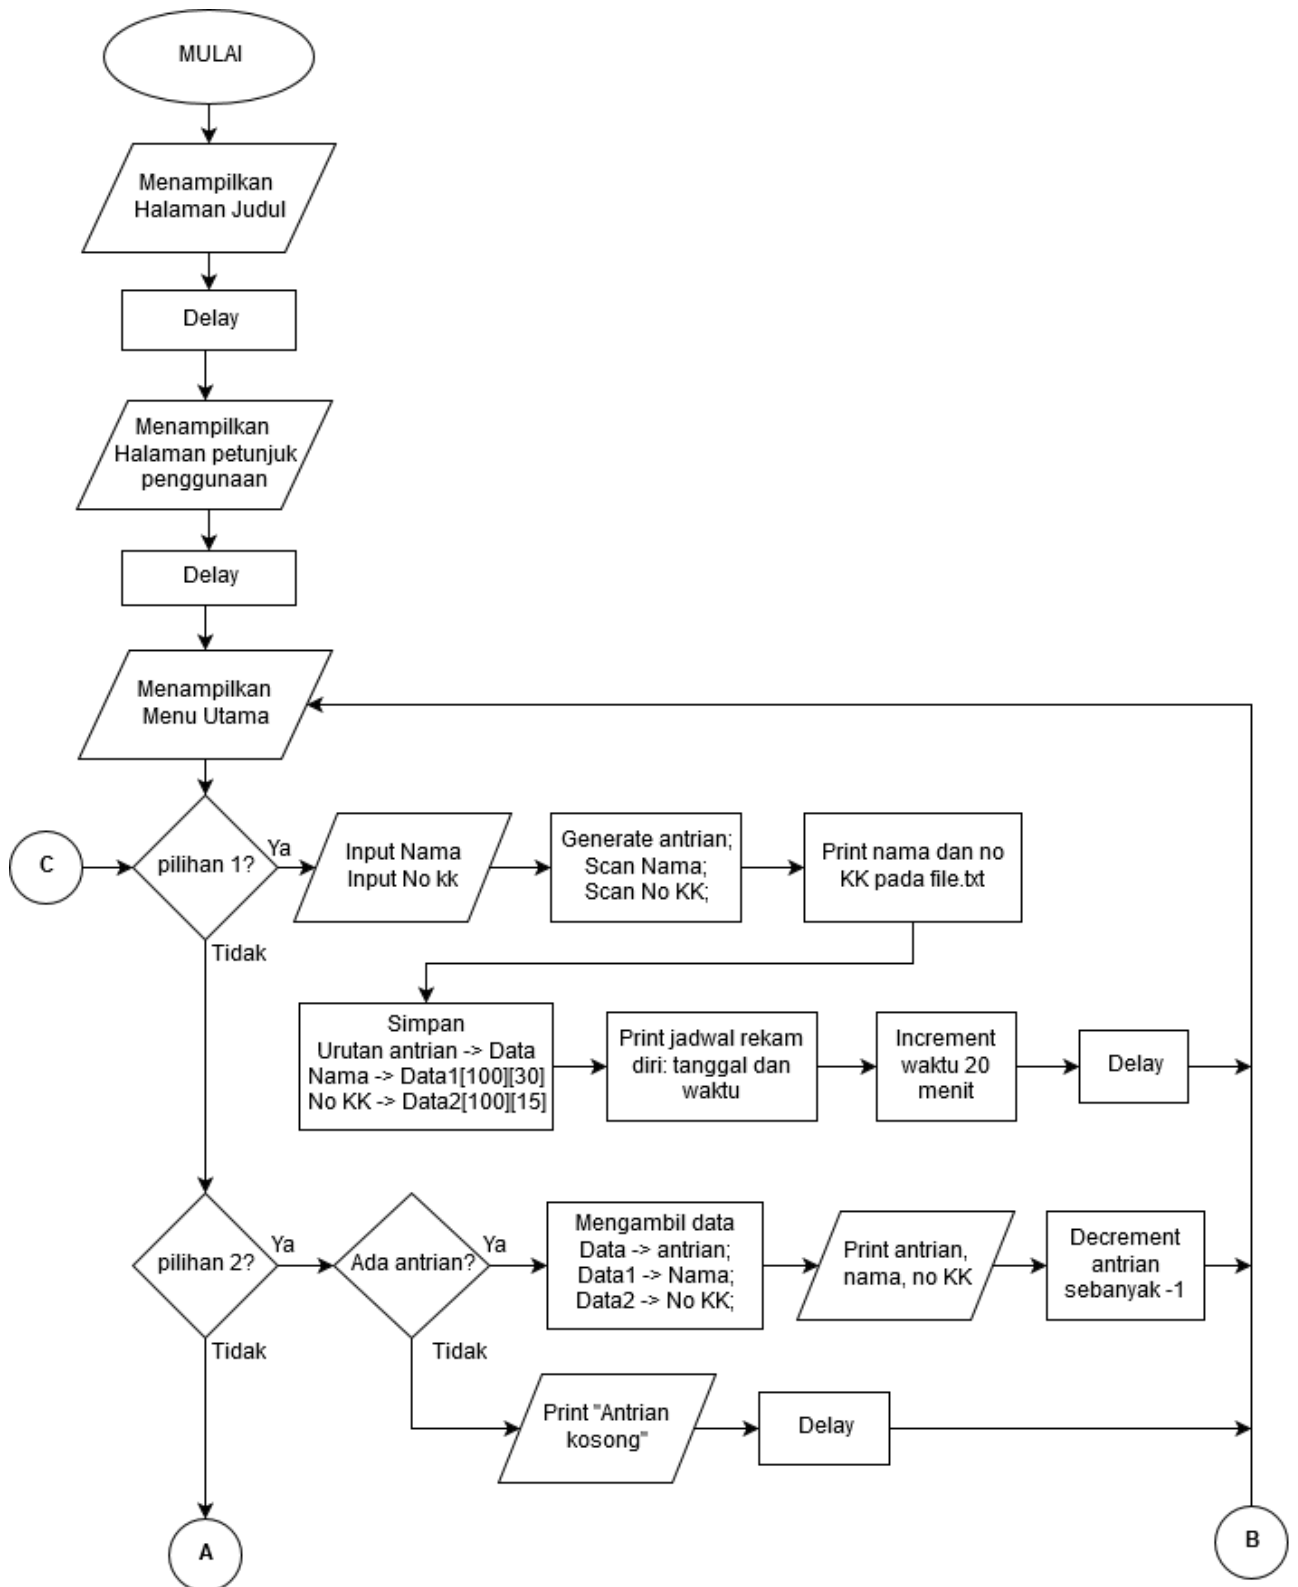 MULAI
Menampilkan
Halaman Judul
Delay
Menampilkan
Halaman petunjuk
penggunaan
Delay
Menampilkan
Menu Utama
C
pilihan 1?
Ya
Input Nama
Input No kk
Generate antrian;
Scan Nama;
Scan No KK;
Print nama dan no
KK pada file.txt
Tidak
Simpan
Urutan antrian -> Data
Nama -> Data1[100][30]
No KK -> Data2[100][15]
Print jadwal rekam
diri: tanggal dan
waktu
Increment
waktu 20
menit
Delay
pilihan 2?
Ya
Ada antrian?
Ya
Mengambil data
Data -> antrian;
Data1 -> Nama;
Data2 -> No KK;
Print antrian,
nama, no KK
Decrement
antrian
sebanyak -1
Tidak
Tidak
Print "Antrian
kosong"
Delay
A
B